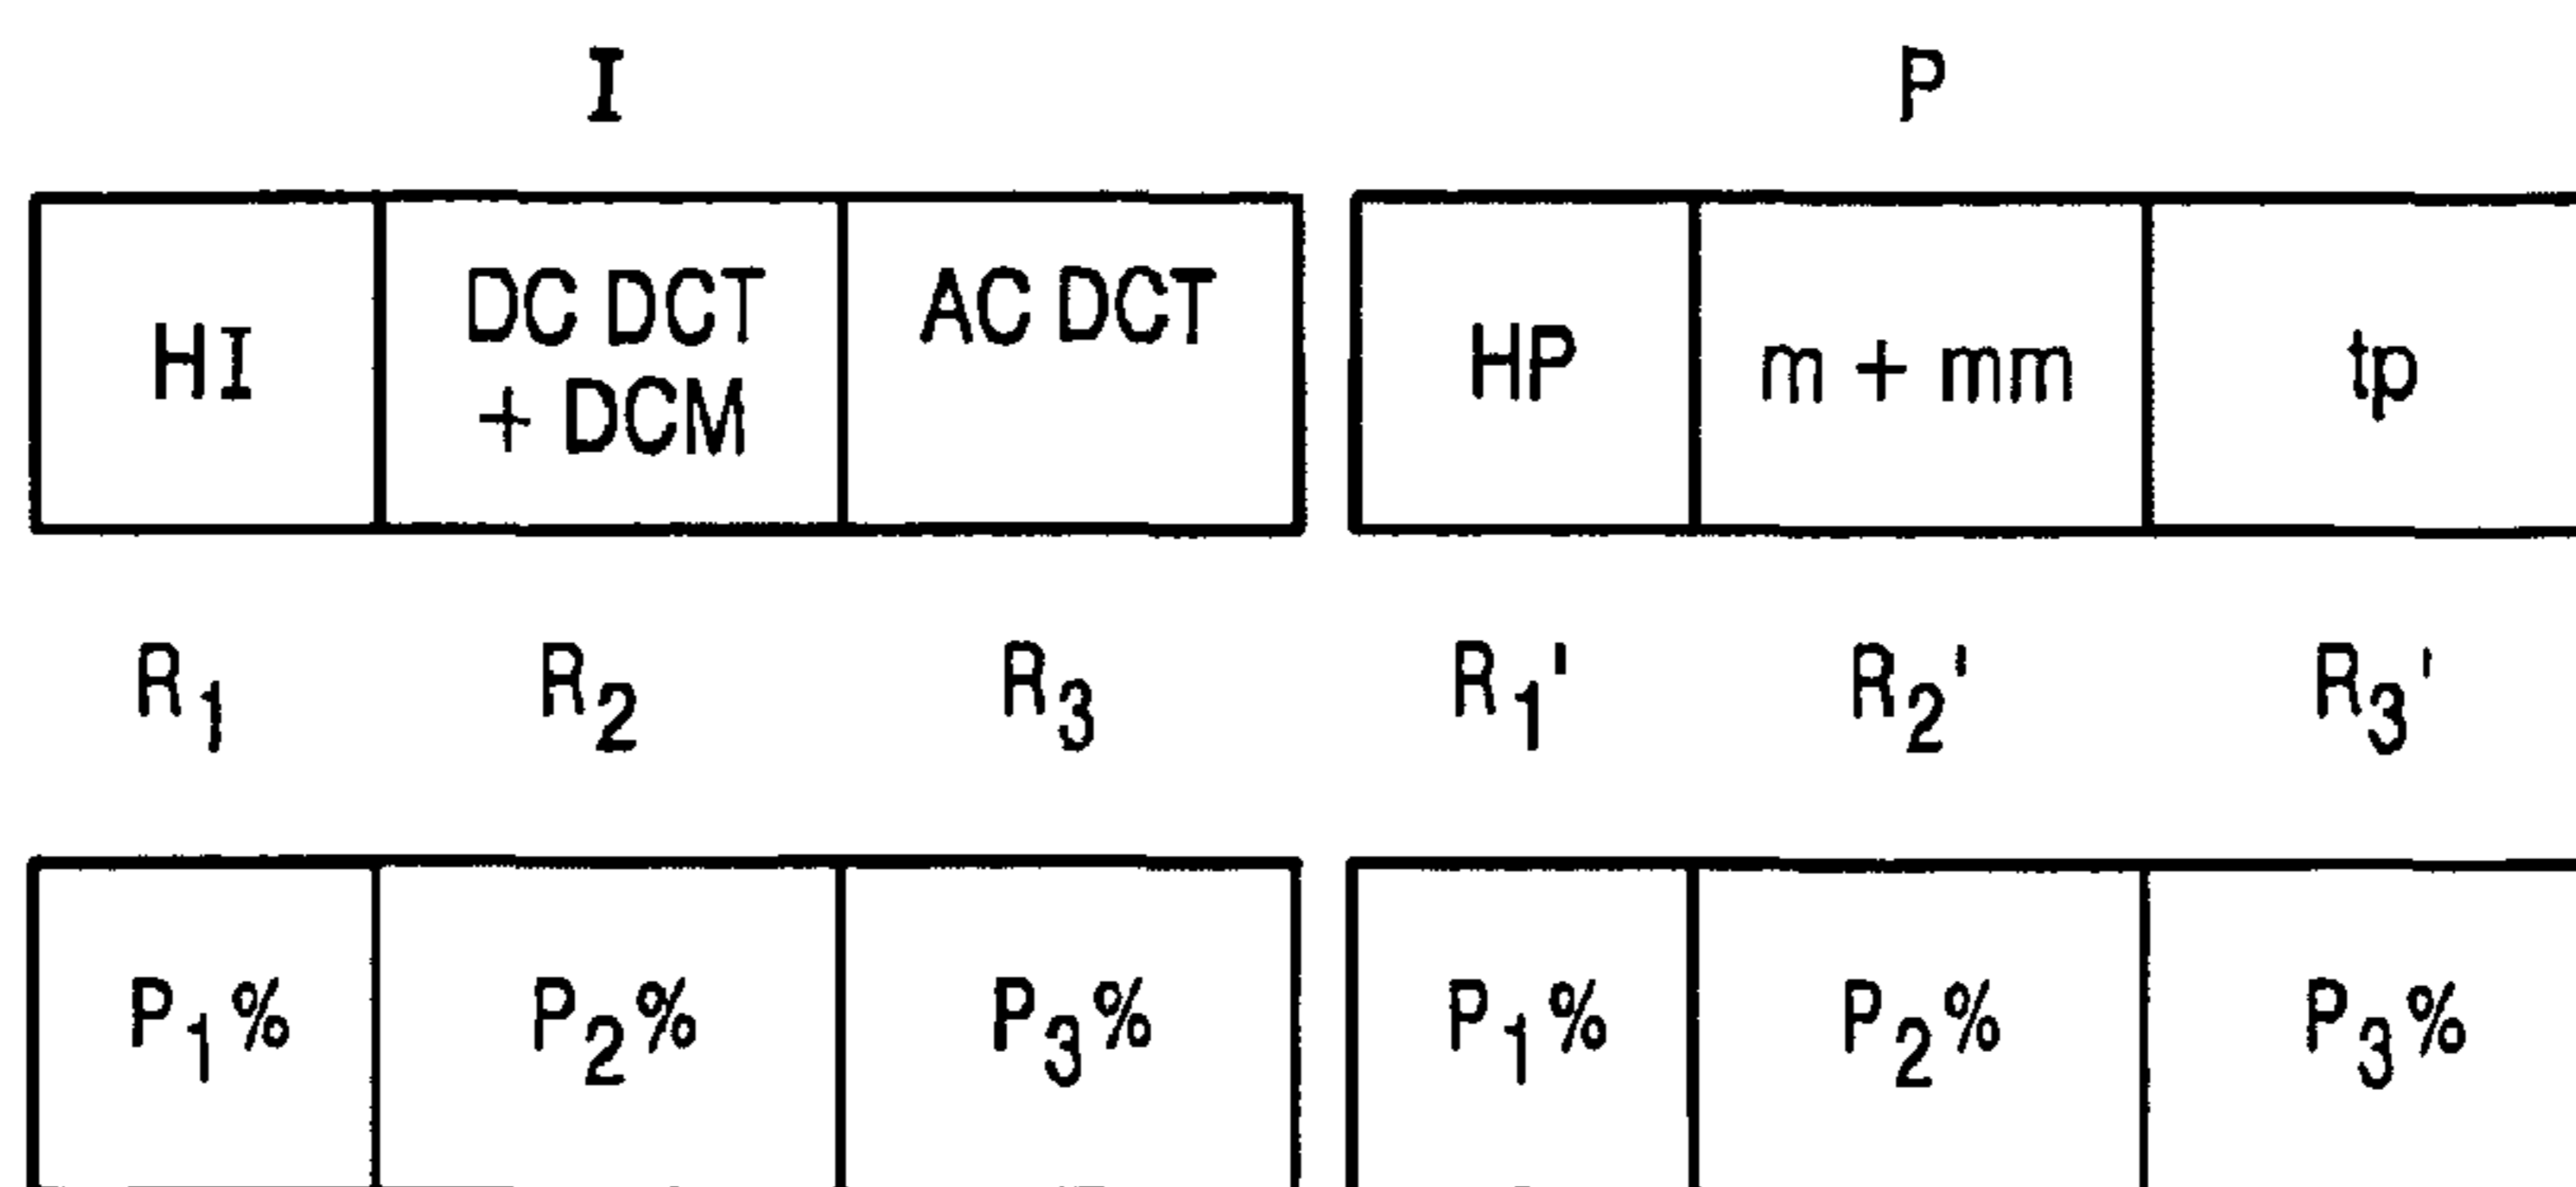 I P
HI DC DCT + DCM AC DCT HP m + mm tp
R1 R2 R3 R1' R2' R3'
P1% P2% P3% P1% P2% P3%